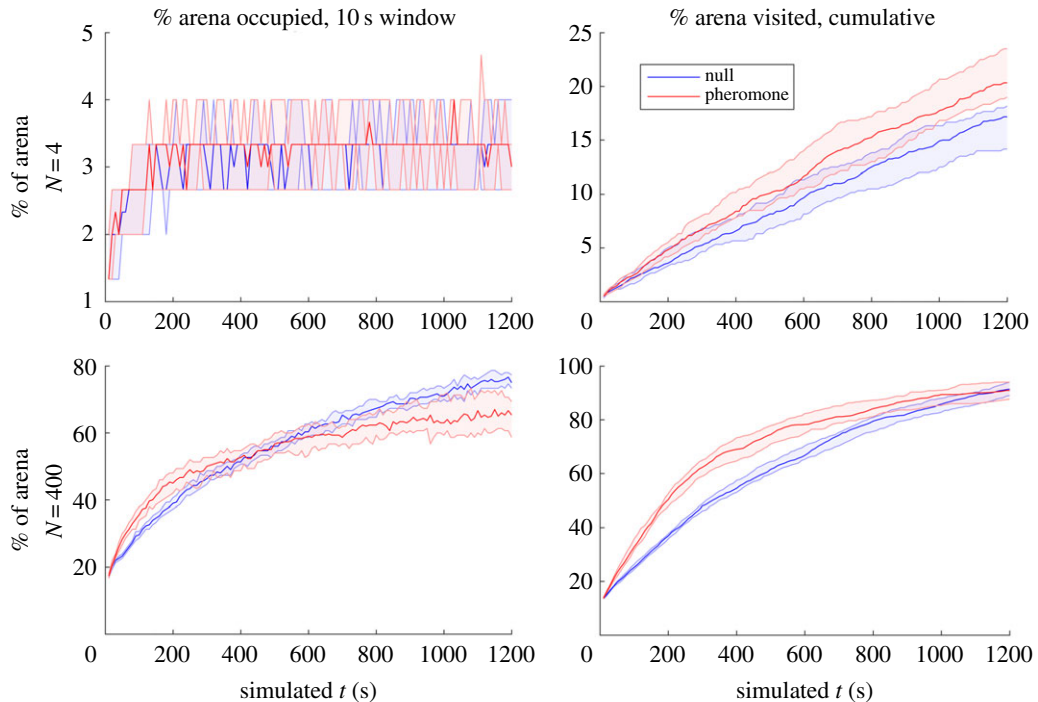 % arena occupied, 10 s window
% arena visited, cumulative
% of arena
N = 4
5
4
3
2
1
0 200 400 600 800 1000 1200
25
20
15
10
5
0 200 400 600 800 1000 1200
null
pheromone
% of arena
N = 400
80
60
40
20
0 200 400 600 800 1000 1200
simulated t (s)
100
80
60
40
20
0 200 400 600 800 1000 1200
simulated t (s)